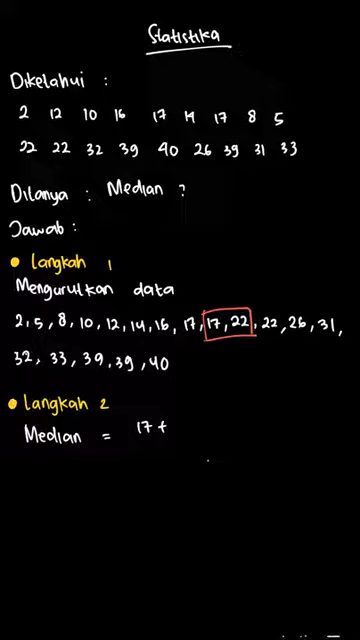 Statistika
Diketahui :
2 12 10 16 17 14 17 8 5
22 22 32 39 40 26 39 31 33
Ditanya : Median ?
Jawab :
• Langkah 1
Mengurutkan data
2, 5, 8, 10, 12, 14, 16, 17, 17, 22, 22, 26, 31,
32, 33, 39, 39, 40
• Langkah 2
Median = 17 +